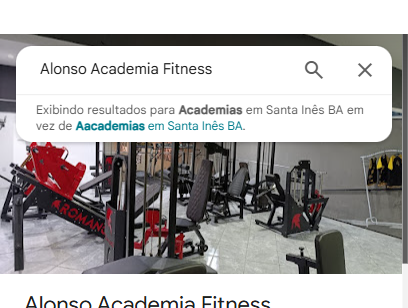 Alonso Academia Fitness
Exibindo resultados para Academias em Santa Inês BA em
vez de Aacademias em Santa Inês BA.
ROMANO
Alonso Academia Fitness